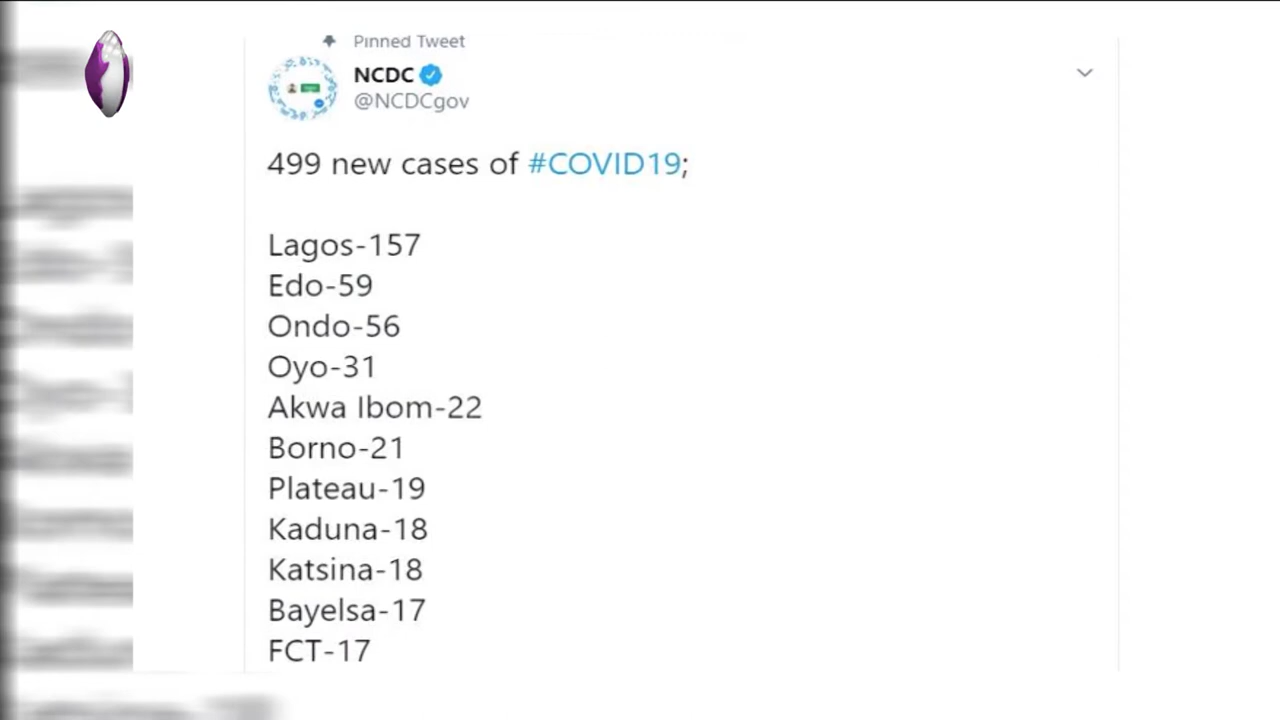 Pinned Tweet
NCDC
@NCDCgov
499 new cases of #COVID19;
Lagos-157
Edo-59
Ondo-56
Oyo-31
Akwa Ibom-22
Borno-21
Plateau-19
Kaduna-18
Katsina-18
Bayelsa-17
FCT-17